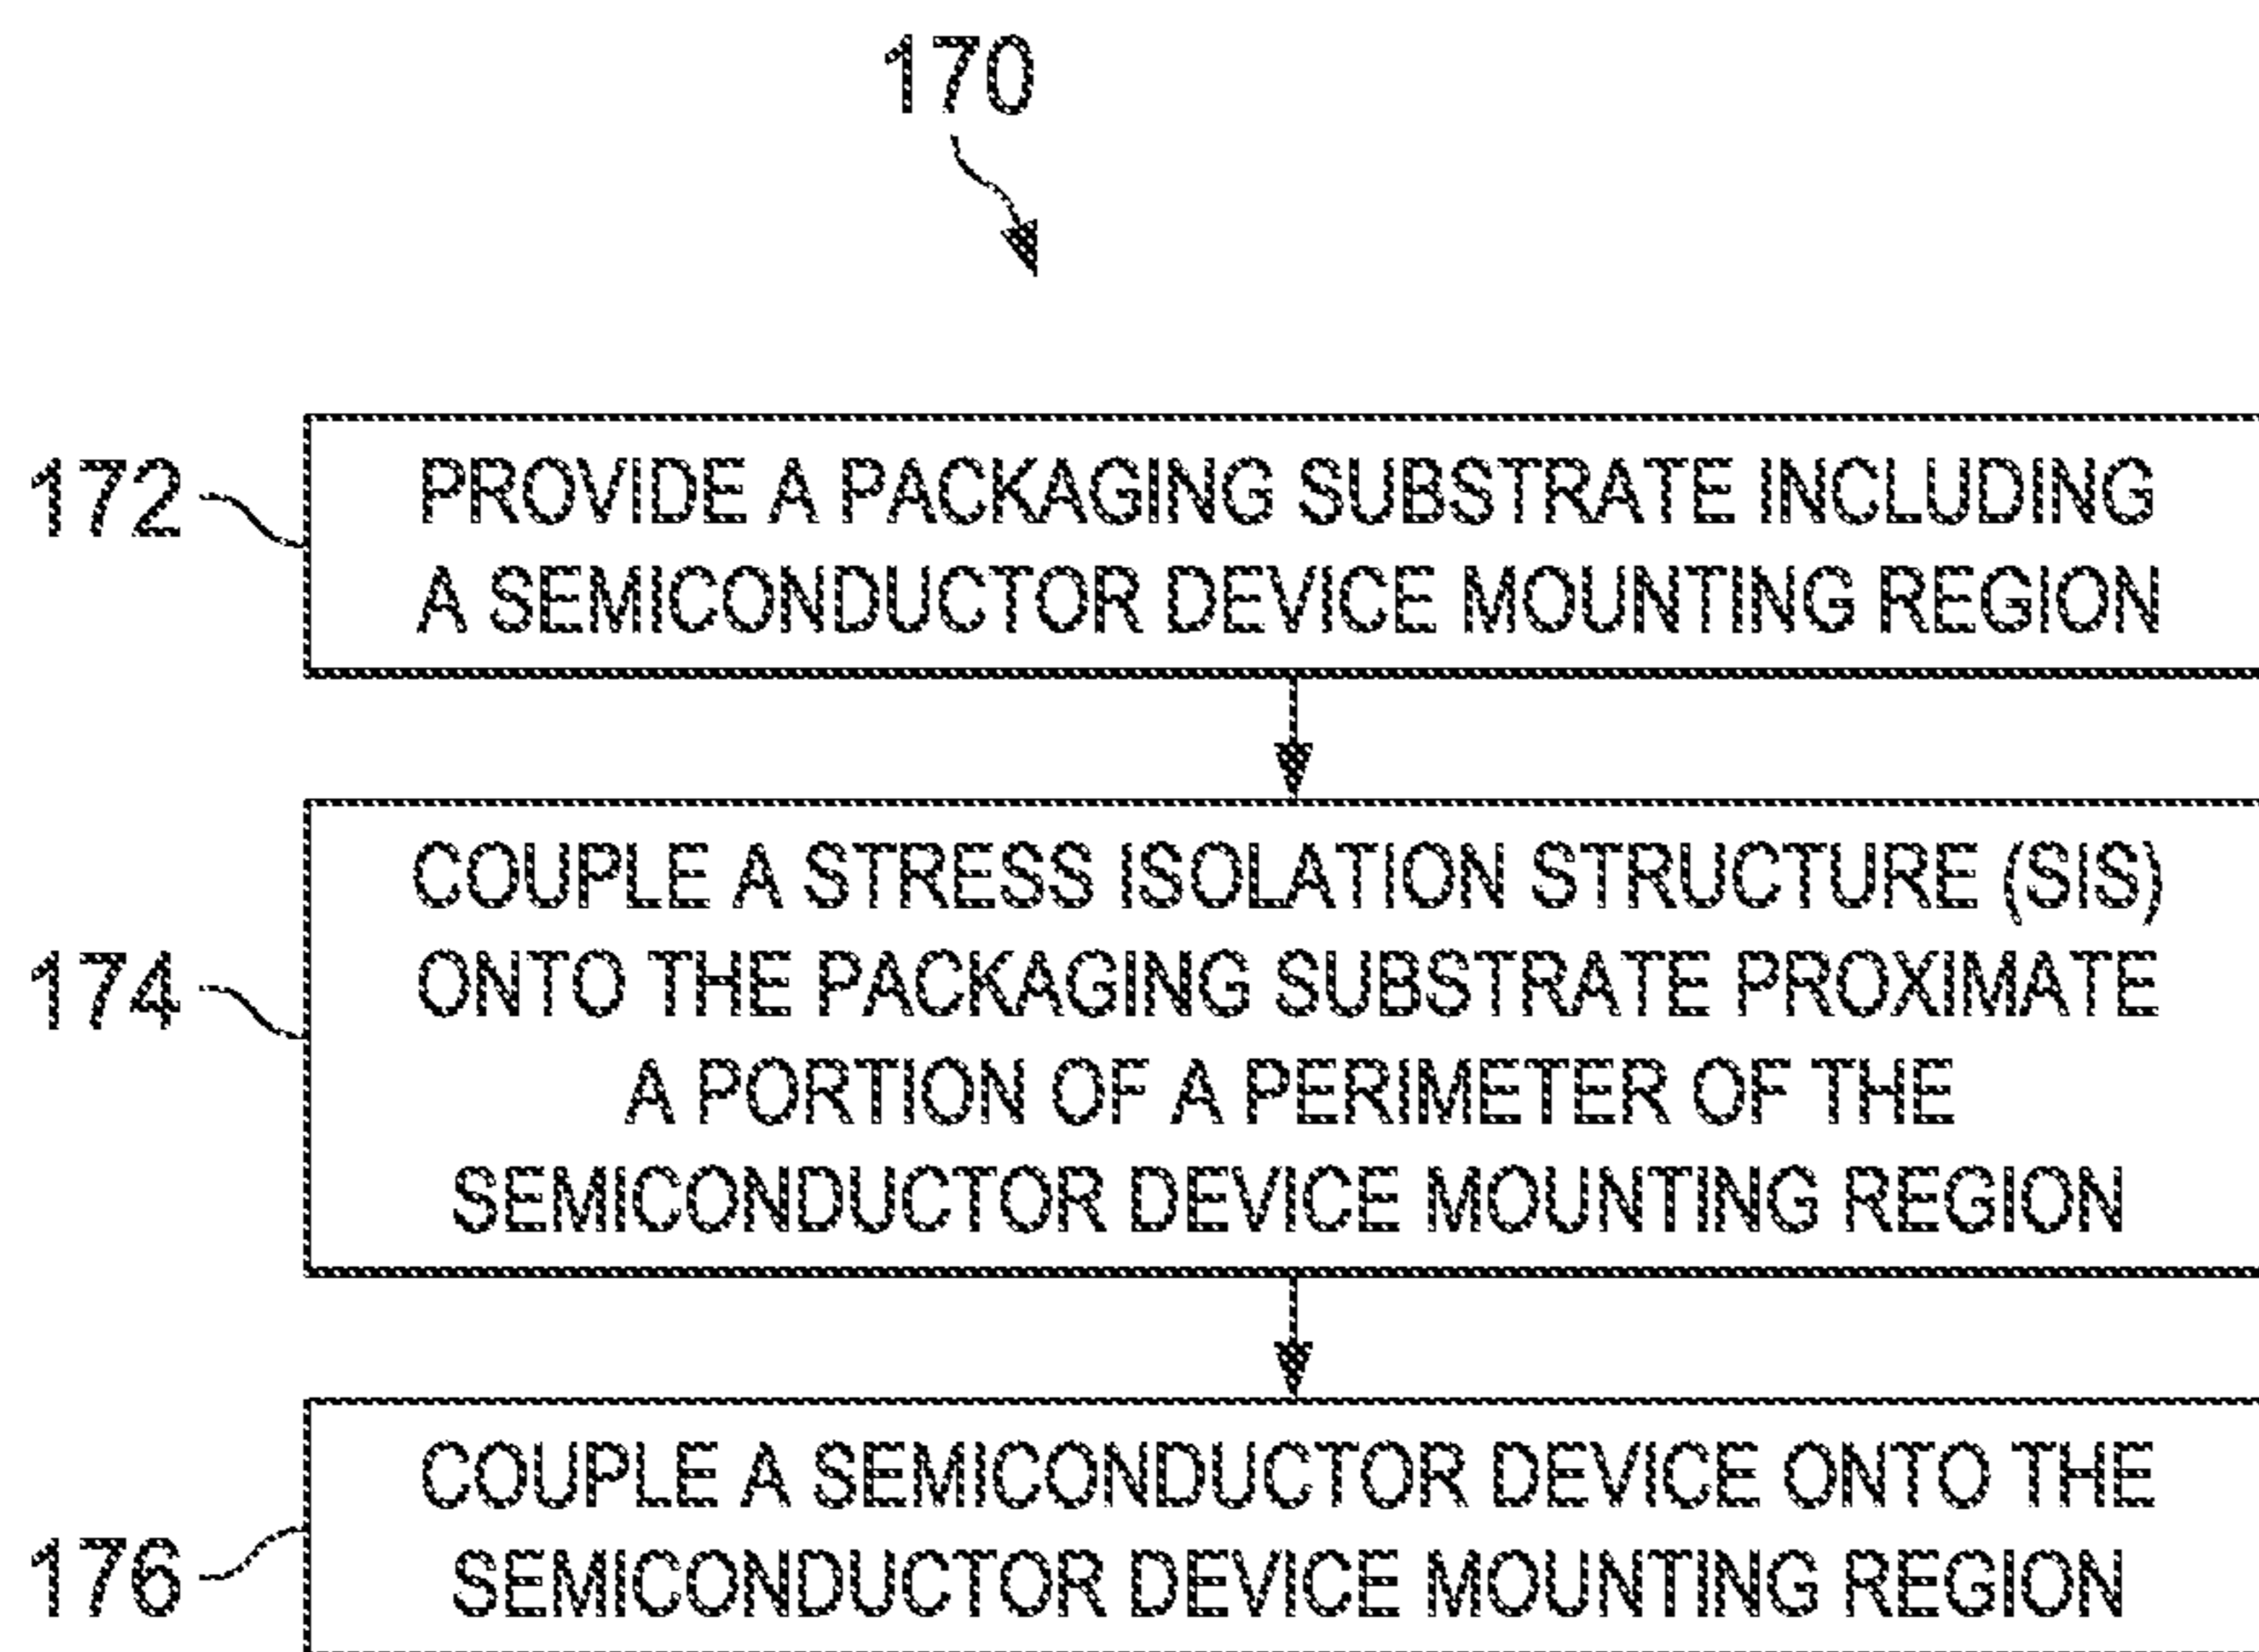 170
172
PROVIDE A PACKAGING SUBSTRATE INCLUDING
A SEMICONDUCTOR DEVICE MOUNTING REGION
174
COUPLE A STRESS ISOLATION STRUCTURE (SIS)
ONTO THE PACKAGING SUBSTRATE PROXIMATE
A PORTION OF A PERIMETER OF THE
SEMICONDUCTOR DEVICE MOUNTING REGION
176
COUPLE A SEMICONDUCTOR DEVICE ONTO THE
SEMICONDUCTOR DEVICE MOUNTING REGION